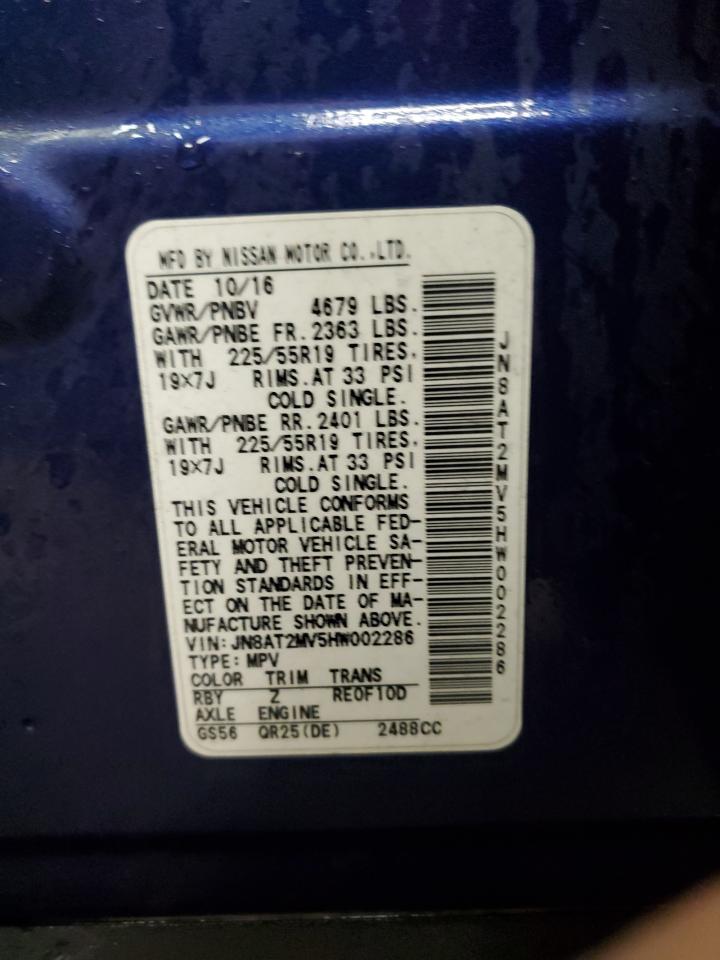 MFD BY NISSAN MOTOR CO.,LTD.
DATE 10/16
GVWR/PNBV 4679 LBS.
GAWR/PNBE FR. 2363 LBS.
WITH 225/55R19 TIRES,
19×7J RIMS.AT 33 PSI
COLD SINGLE.
GAWR/PNBE RR. 2401 LBS.
WITH 225/55R19 TIRES,
19×7J RIMS.AT 33 PSI
COLD SINGLE.
THIS VEHICLE CONFORMS
TO ALL APPLICABLE FED-
ERAL MOTOR VEHICLE SA-
FETY AND THEFT PREVEN-
TION STANDARDS IN EFF-
ECT ON THE DATE OF MA-
NUFACTURE SHOWN ABOVE.
VIN:JN8AT2MV5HW002286
TYPE:MPV
COLOR TRIM TRANS
RBY Z RE0F10D
AXLE ENGINE
GS56 QR25(DE) 2488CC
JN8AT2MV5HW002286